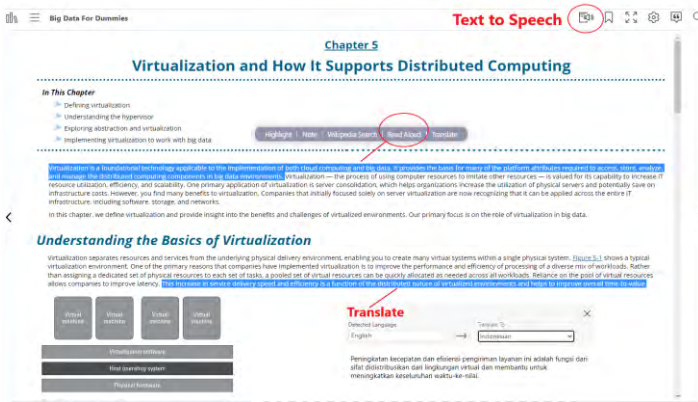 Big Data For Dummies
Text to Speech
Chapter 5
Virtualization and How It Supports Distributed Computing
In This Chapter
Defining virtualization
Understanding the hypervisor
Exploring abstraction and virtualization
Implementing virtualization to work with big data
Highlight | Note | Wikipedia Search | Read Aloud | Translate
Virtualization is a foundational technology applicable to the implementation of both cloud computing and big data. It provides the basis for many of the platform attributes required to access, store, analyze,
and manage the distributed computing components in big data environments. Virtualization — the process of using computer resources to imitate other resources — is valued for its capability to increase IT
resource utilization, efficiency, and scalability. One primary application of virtualization is server consolidation, which helps organizations increase the utilization of physical servers and potentially save on
infrastructure costs. However, you find many benefits to virtualization. Companies that initially focused solely on server virtualization are now recognizing that it can be applied across the entire IT
infrastructure, including software, storage, and networks.
In this chapter, we define virtualization and provide insight into the benefits and challenges of virtualized environments. Our primary focus is on the role of virtualization in big data.
Understanding the Basics of Virtualization
Virtualization separates resources and services from the underlying physical delivery environment, enabling you to create many virtual systems within a single physical system. Figure 5-1 shows a typical
virtualization environment. One of the primary reasons that companies have implemented virtualization is to improve the performance and efficiency of processing of a diverse mix of workloads. Rather
than assigning a dedicated set of physical resources to each set of tasks, a pooled set of virtual resources can be quickly allocated as needed across all workloads. Reliance on the pool of virtual resources
allows companies to improve latency. This increase in service delivery speed and efficiency is a function of the distributed nature of virtualized environments and helps to improve overall time-to-value.
Virtual machine
Virtual machine
Virtual machine
Virtual machine
Virtualization software
Host operating system
Physical hardware
Translate
Detected Language
Translate To
English
Indonesian
Peningkatan kecepatan dan efisiensi pengiriman layanan ini adalah fungsi dari
sifat didistribusikan dari lingkungan virtual dan membantu untuk
meningkatkan keseluruhan waktu-ke-nilai.